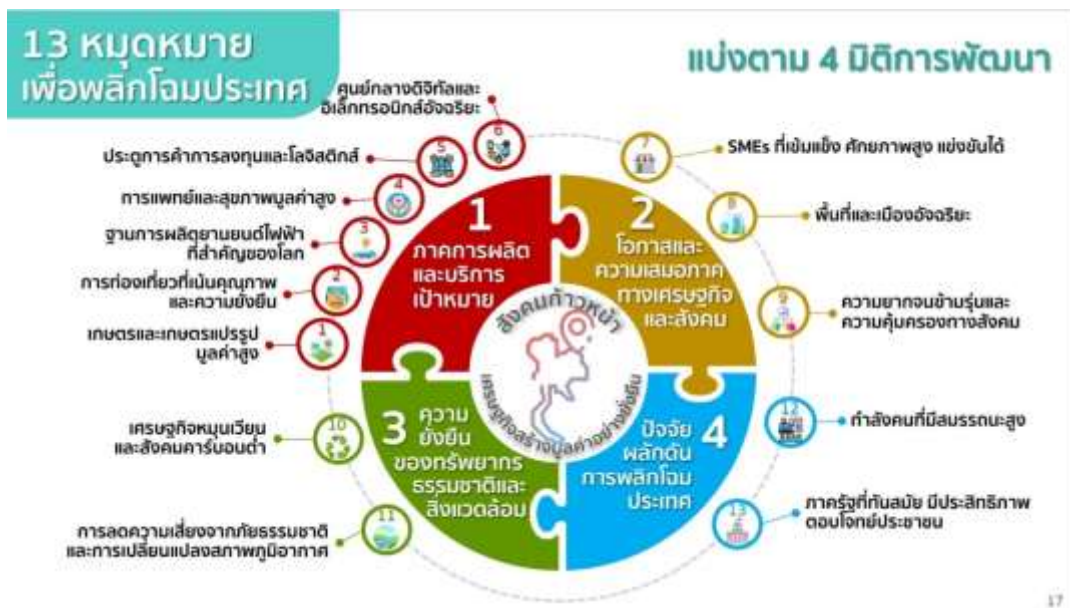 13 หมุดหมาย
เพื่อพลิกโฉมประเทศ
แบ่งตาม 4 มิติการพัฒนา
ศูนย์กลางดิจิทัลและ
อิเล็กทรอนิกส์อัจฉริยะ
6
ประตูการค้าการลงทุนและโลจิสติกส์
5
การแพทย์และสุขภาพมูลค่าสูง
4
ฐานการผลิตยานยนต์ไฟฟ้า
ที่สำคัญของโลก
3
การท่องเที่ยวที่เน้นคุณภาพ
และความยั่งยืน
2
เกษตรและเกษตรแปรรูป
มูลค่าสูง
1
1
ภาคการผลิต
และบริการ
เป้าหมาย
2
โอกาสและ
ความเสมอภาค
ทางเศรษฐกิจ
และสังคม
7
SMEs ที่เข้มแข็ง ศักยภาพสูง แข่งขันได้
8
พื้นที่และเมืองอัจฉริยะ
9
ความยากจนข้ามรุ่นและ
ความคุ้มครองทางสังคม
สังคมก้าวหน้า
เศรษฐกิจสร้างมูลค่าอย่างยั่งยืน
3
ความ
ยั่งยืน
ของทรัพยากร
ธรรมชาติและ
สิ่งแวดล้อม
เศรษฐกิจหมุนเวียน
และสังคมคาร์บอนต่ำ
10
การลดความเสี่ยงจากภัยธรรมชาติ
และการเปลี่ยนแปลงสภาพภูมิอากาศ
11
4
ปัจจัย
ผลักดัน
การพลิกโฉม
ประเทศ
12
กำลังคนที่มีสมรรถนะสูง
13
ภาครัฐที่ทันสมัย มีประสิทธิภาพ
ตอบโจทย์ประชาชน
17